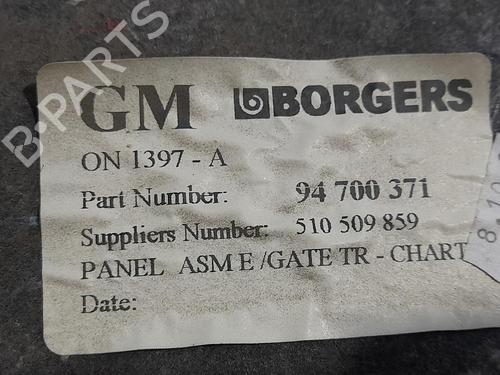 B-PARTS
GM BORGERS
ON 1397 - A
Part Number: 94 700 371
Suppliers Number: 510 509 859
PANEL ASM E /GATE TR - CHART
Date: